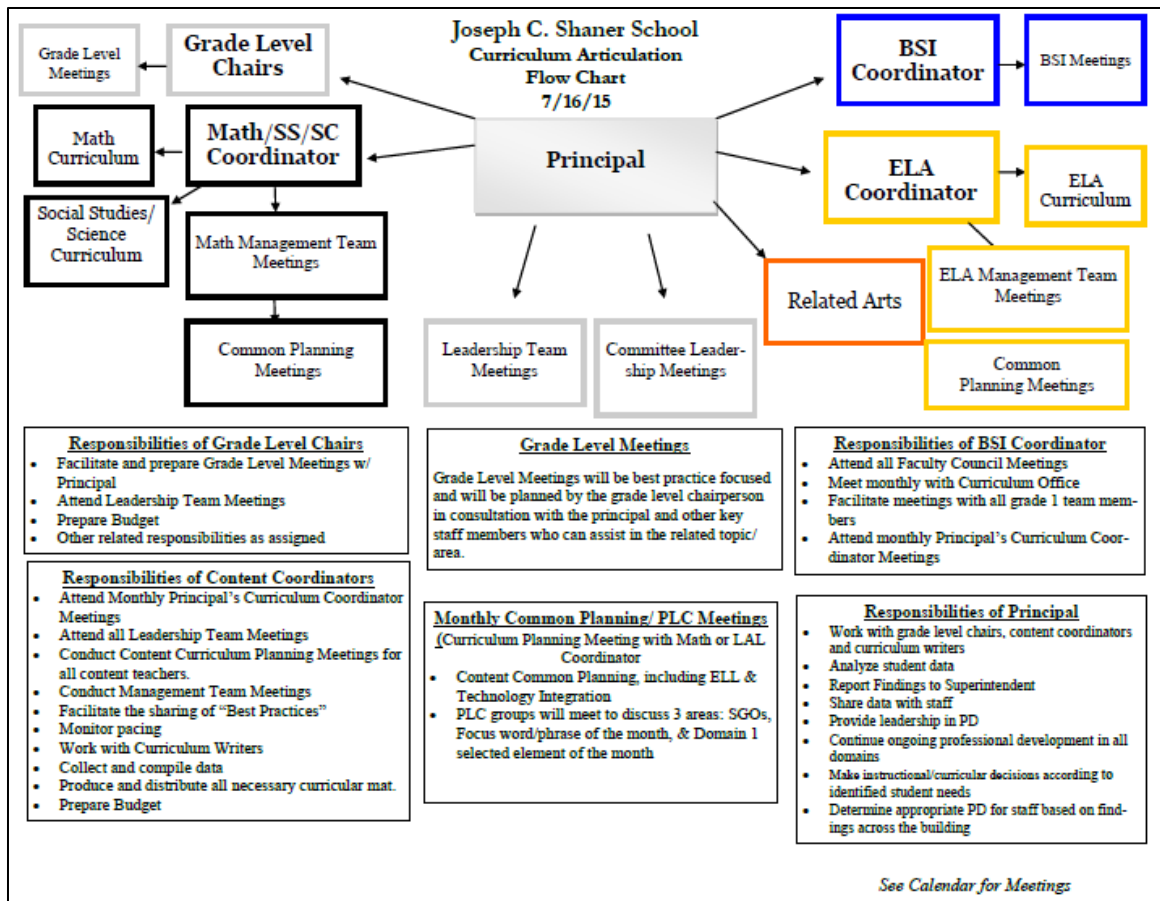 Joseph C. Shaner School
Curriculum Articulation
Flow Chart
7/16/15
Grade Level
Meetings
Grade Level
Chairs
Math
Curriculum
Math/SS/SC
Coordinator
Social Studies/
Science
Curriculum
Math Management Team
Meetings
Common Planning
Meetings
Principal
Leadership Team
Meetings
Committee Leader-
ship Meetings
BSI
Coordinator
BSI Meetings
ELA
Coordinator
ELA
Curriculum
Related Arts
ELA Management Team
Meetings
Common
Planning Meetings
Responsibilities of Grade Level Chairs
• Facilitate and prepare Grade Level Meetings w/
Principal
• Attend Leadership Team Meetings
• Prepare Budget
• Other related responsibilities as assigned
Responsibilities of Content Coordinators
• Attend Monthly Principal's Curriculum Coordinator
Meetings
• Attend all Leadership Team Meetings
• Conduct Content Curriculum Planning Meetings for
all content teachers.
• Conduct Management Team Meetings
• Facilitate the sharing of “Best Practices”
• Monitor pacing
• Work with Curriculum Writers
• Collect and compile data
• Produce and distribute all necessary curricular mat.
• Prepare Budget
Grade Level Meetings
Grade Level Meetings will be best practice focused
and will be planned by the grade level chairperson
in consultation with the principal and other key
staff members who can assist in the related topic/
area.
Monthly Common Planning/ PLC Meetings
(Curriculum Planning Meeting with Math or LAL
Coordinator
• Content Common Planning, including ELL &
Technology Integration
• PLC groups will meet to discuss 3 areas: SGOs,
Focus word/phrase of the month, & Domain 1
selected element of the month
Responsibilities of BSI Coordinator
• Attend all Faculty Council Meetings
• Meet monthly with Curriculum Office
• Facilitate meetings with all grade 1 team mem-
bers
• Attend monthly Principal's Curriculum Coor-
dinator Meetings
Responsibilities of Principal
• Work with grade level chairs, content coordinators
and curriculum writers
• Analyze student data
• Report Findings to Superintendent
• Share data with staff
• Provide leadership in PD
• Continue ongoing professional development in all
domains
• Make instructional/curricular decisions according to
identified student needs
• Determine appropriate PD for staff based on find-
ings across the building
See Calendar for Meetings